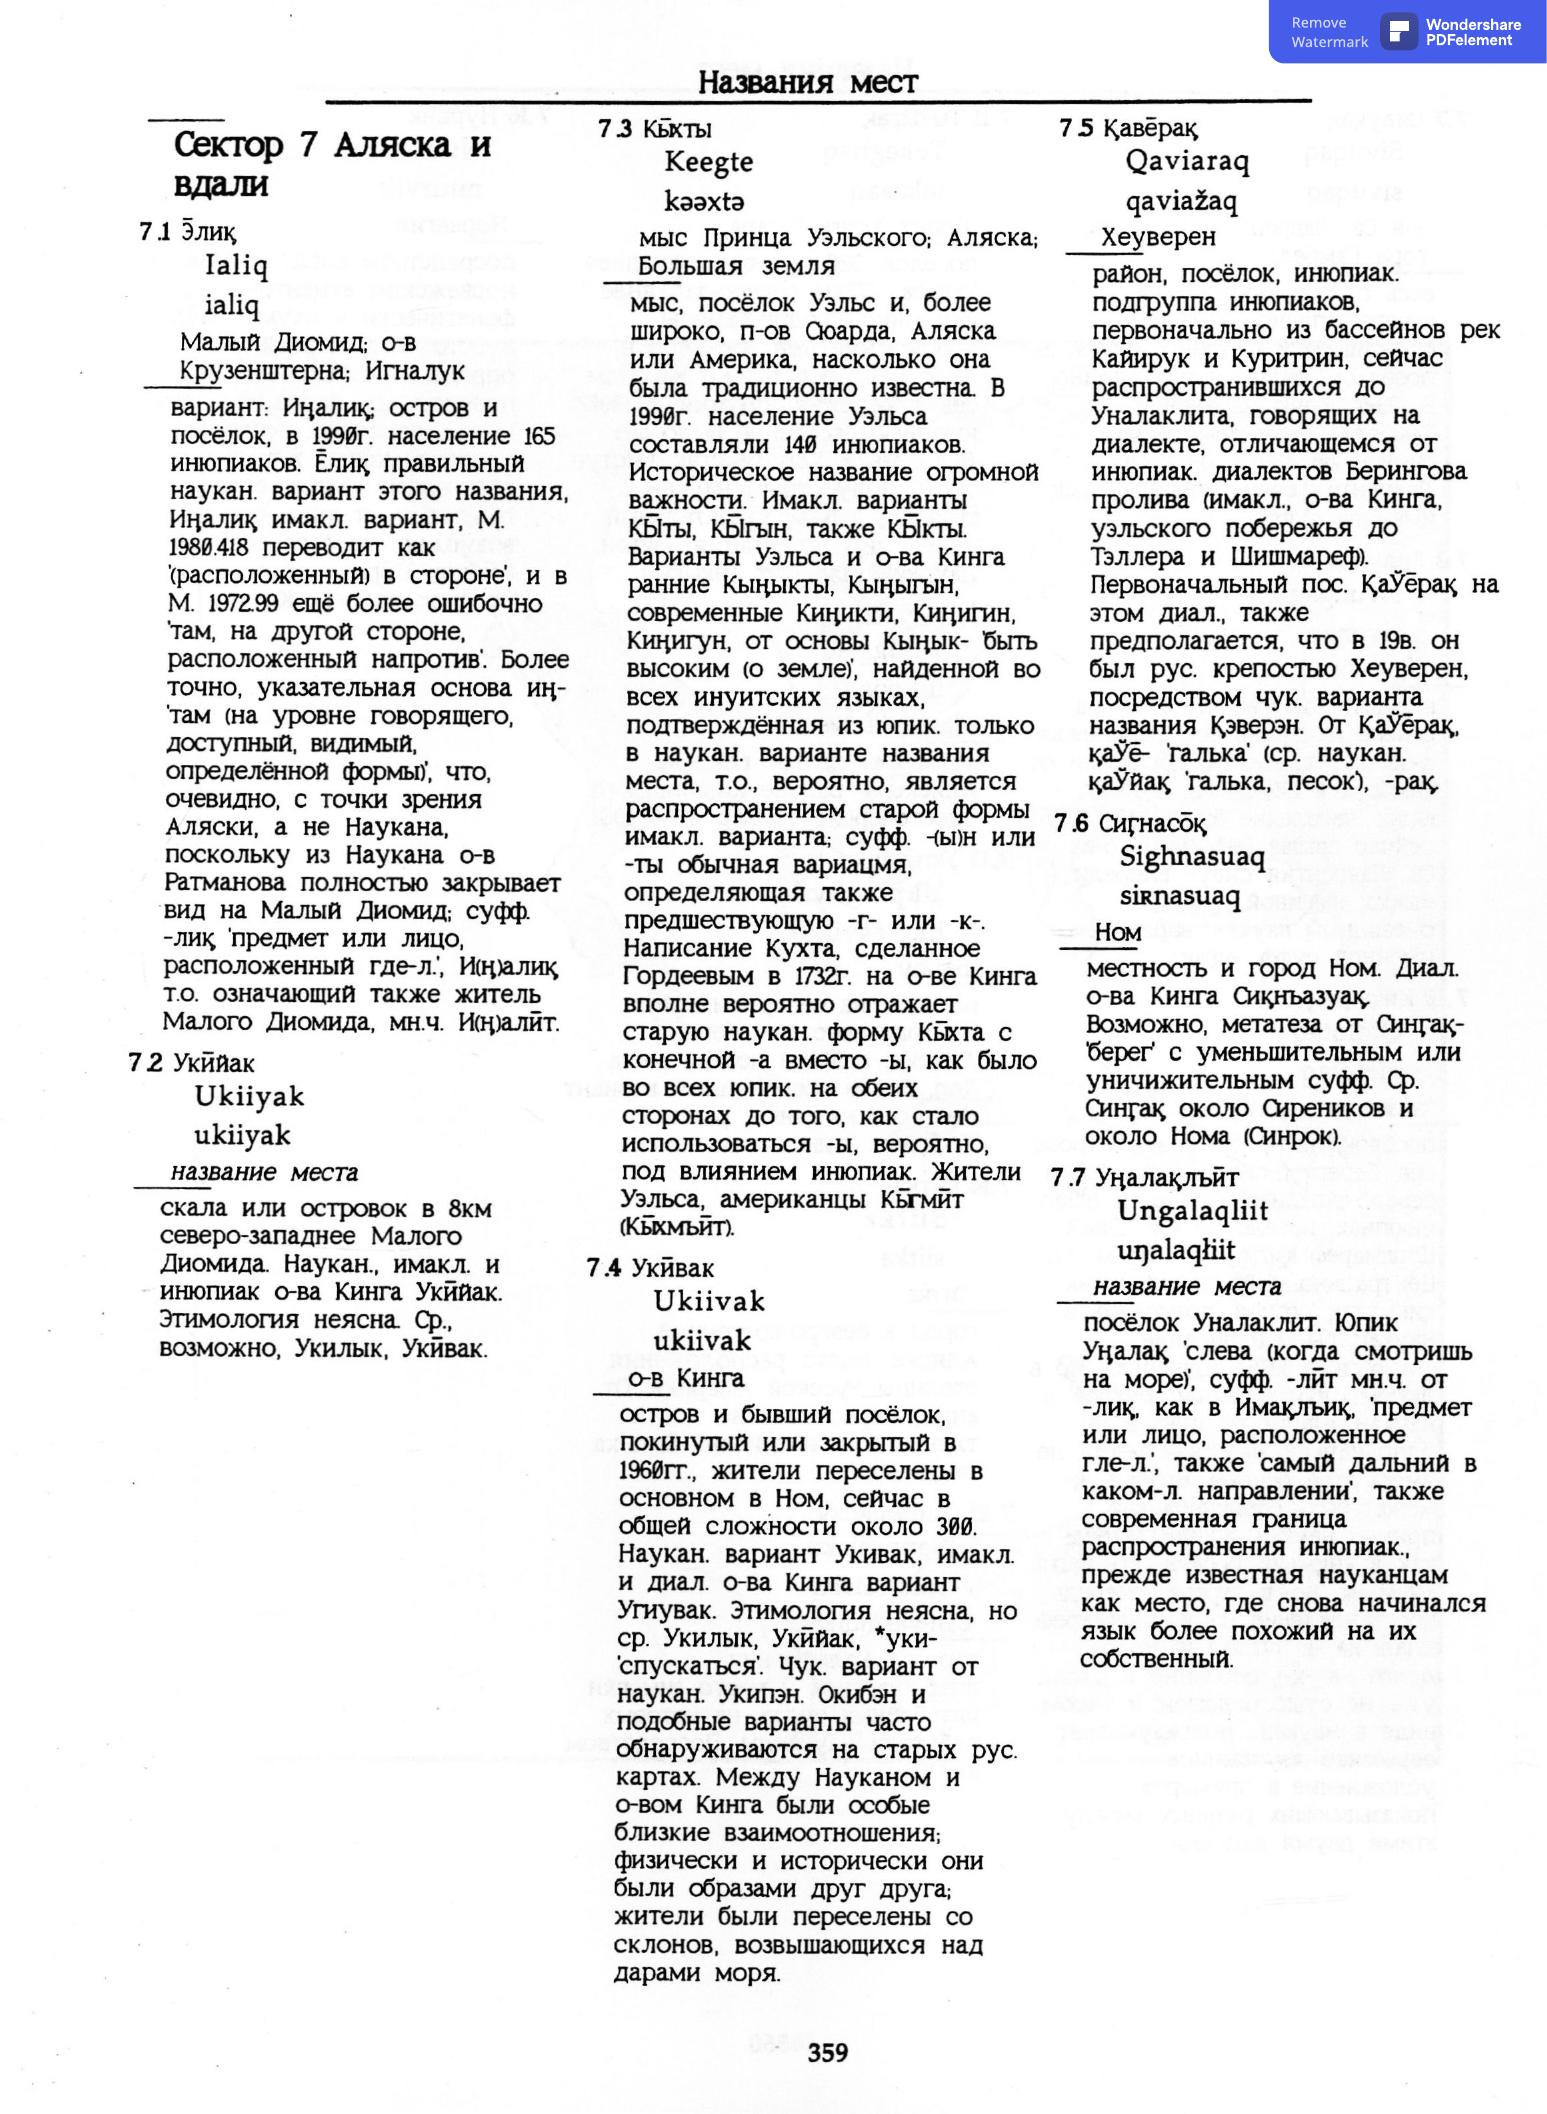 Remove
Watermark
Wondershare
PDFelement
Названия мест
Сектор 7 Аляска и
вдали
7.1 Э̄лиқ
Ialiq
ialiq
Малый Диомид; о-в
Крузенштерна; Игналук
вариант: Иңалиқ; остров и
посёлок, в 1990г. население 165
инюпиаков. Ёлиқ правильный
наукан. вариант этого названия,
Иңалиқ имакл. вариант, М.
1980.418 переводит как
'(расположенный) в стороне', и в
М. 1972.99 ещё более ошибочно
'там, на другой стороне,
расположенный напротив'. Более
точно, указательная основа иң-
'там (на уровне говорящего,
доступный, видимый,
определённой формы)', что,
очевидно, с точки зрения
Аляски, а не Наукана,
поскольку из Наукана о-в
Ратманова полностью закрывает
вид на Малый Диомид; суфф.
-лиқ 'предмет или лицо,
расположенный где-л.', И(ң)алиқ
т.о. означающий также житель
Малого Диомида, мн.ч. И(ң)алӣт.
7.2 Укӣйак
Ukiiyak
ukiiyak
название места
скала или островок в 8км
северо-западнее Малого
Диомида. Наукан., имакл. и
инюпиак о-ва Кинга Укӣйак.
Этимология неясна. Ср.,
возможно, Укилык, Укӣвак.
7.3 Кы̄кты
Keegte
kəəxtə
мыс Принца Уэльского; Аляска;
Большая земля
мыс, посёлок Уэльс и, более
широко, п-ов Сюарда, Аляска
или Америка, насколько она
была традиционно известна. В
1990г. население Уэльса
составляли 140 инюпиаков.
Историческое название огромной
важности. Имакл. варианты
Кы̄ты, Кы̄гын, также Кы̄кты.
Варианты Уэльса и о-ва Кинга
ранние Кыңыкты, Кыңыгын,
современные Киңикти, Киңигин,
Киңигун, от основы Кыңык- 'быть
высоким (о земле)', найденной во
всех инуитских языках,
подтверждённая из юпик. только
в наукан. варианте названия
места, т.о., вероятно, является
распространением старой формы
имакл. варианта; суфф. -(ы)н или
-ты обычная вариацмя,
определяющая также
предшествующую -г- или -к-.
Написание Кухта, сделанное
Гордеевым в 1732г. на о-ве Кинга
вполне вероятно отражает
старую наукан. форму Кы̄кта с
конечной -а вместо -ы, как было
во всех юпик. на обеих
сторонах до того, как стало
использоваться -ы, вероятно,
под влиянием инюпиак. Жители
Уэльса, американцы Кы̄гмӣт
(Кы̄кмъӣт).
7.4 Укӣвак
Ukiivak
ukiivak
о-в Кинга
остров и бывший посёлок,
покинутый или закрытый в
1960гг., жители переселены в
основном в Ном, сейчас в
общей сложности около 300.
Наукан. вариант Укивак, имакл.
и диал. о-ва Кинга вариант
Угиувак. Этимология неясна, но
ср. Укилык, Укӣйак, *уки-
'спускаться'. Чук. вариант от
наукан. Укипэн. Окибэн и
подобные варианты часто
обнаруживаются на старых рус.
картах. Между Науканом и
о-вом Кинга были особые
близкие взаимоотношения;
физически и исторически они
были образами друг друга;
жители были переселены со
склонов, возвышающихся над
дарами моря.
7.5 Қаве̄рақ
Qaviaraq
qaviažaq
Хеуверен
район, посёлок, инюпиак.
подгруппа инюпиаков,
первоначально из бассейнов рек
Кайирук и Куритрин, сейчас
распространившихся до
Уналаклита, говорящих на
диалекте, отличающемся от
инюпиак. диалектов Берингова
пролива (имакл., о-ва Кинга,
уэльского побережья до
Тэллера и Шишмареф).
Первоначальный пос. Қаўе̄рақ на
этом диал., также
предполагается, что в 19в. он
был рус. крепостью Хеуверен,
посредством чук. варианта
названия Қэверэн. От Қаўе̄рақ,
қаўе̄- 'галька' (ср. наукан.
қаўйақ 'галька, песок'), -рақ.
7.6 Сиӷнасо̄қ
Sighnasuaq
siʀnasuaq
Ном
местность и город Ном. Диал.
о-ва Кинга Сиқнъазуақ.
Возможно, метатеза от Синӷақ-
'берег' с уменьшительным или
уничижительным суфф. Ср.
Синӷақ около Сиреников и
около Нома (Синрок).
7.7 Уңалақлъӣт
Ungalaqliit
uŋalaqłiit
название места
посёлок Уналаклит. Юпик
Уңалақ 'слева (когда смотришь
на море)', суфф. -лӣт мн.ч. от
-лиқ, как в Имақлъиқ, 'предмет
или лицо, расположенное
гле-л.', также 'самый дальний в
каком-л. направлении', также
современная граница
распространения инюпиак.,
прежде известная науканцам
как место, где снова начинался
язык более похожий на их
собственный.
359